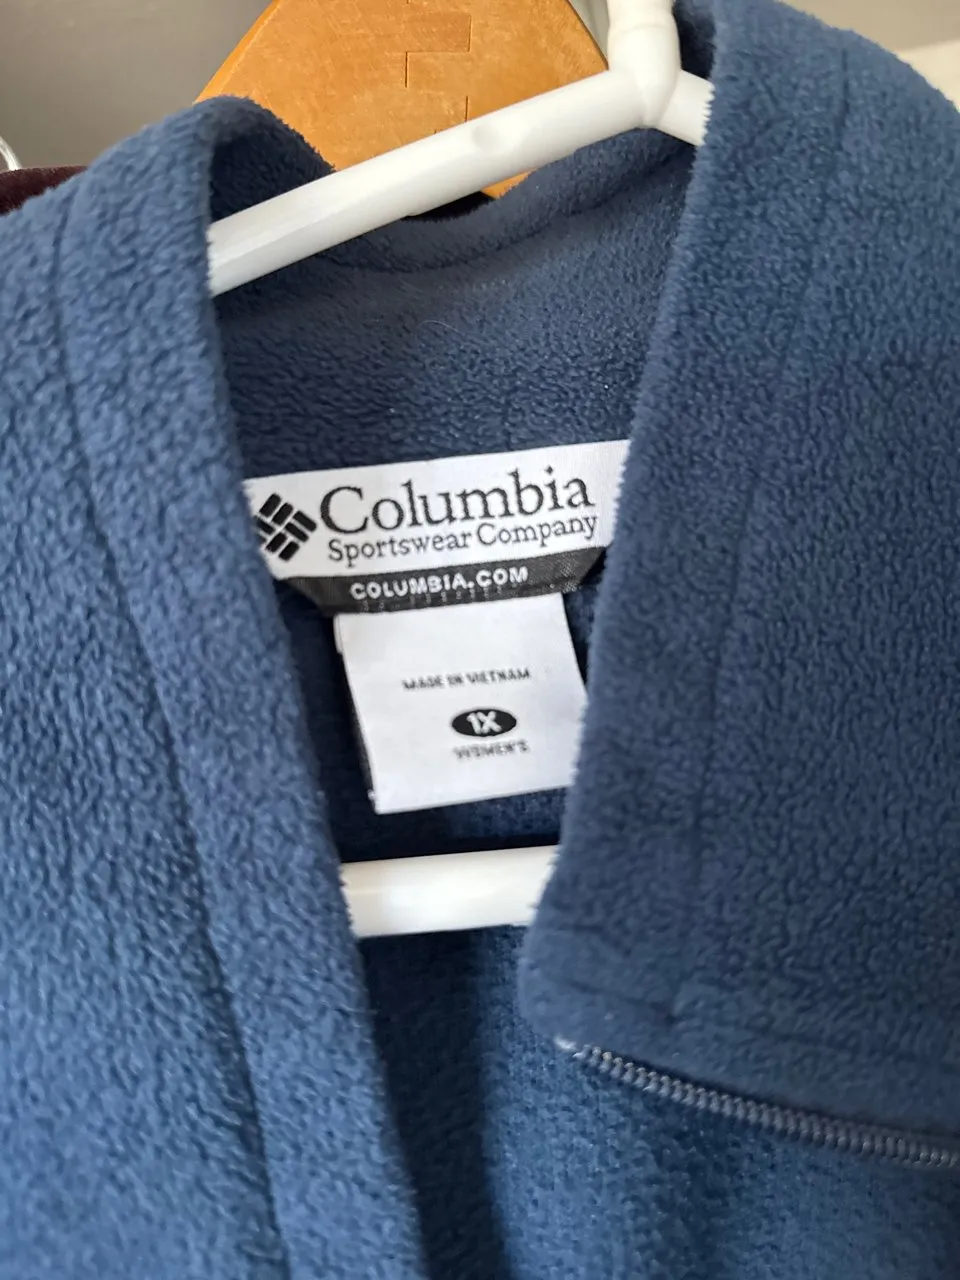 Columbia
Sportswear Company
COLUMBIA.COM
MADE IN VIETNAM
1X
WOMEN'S